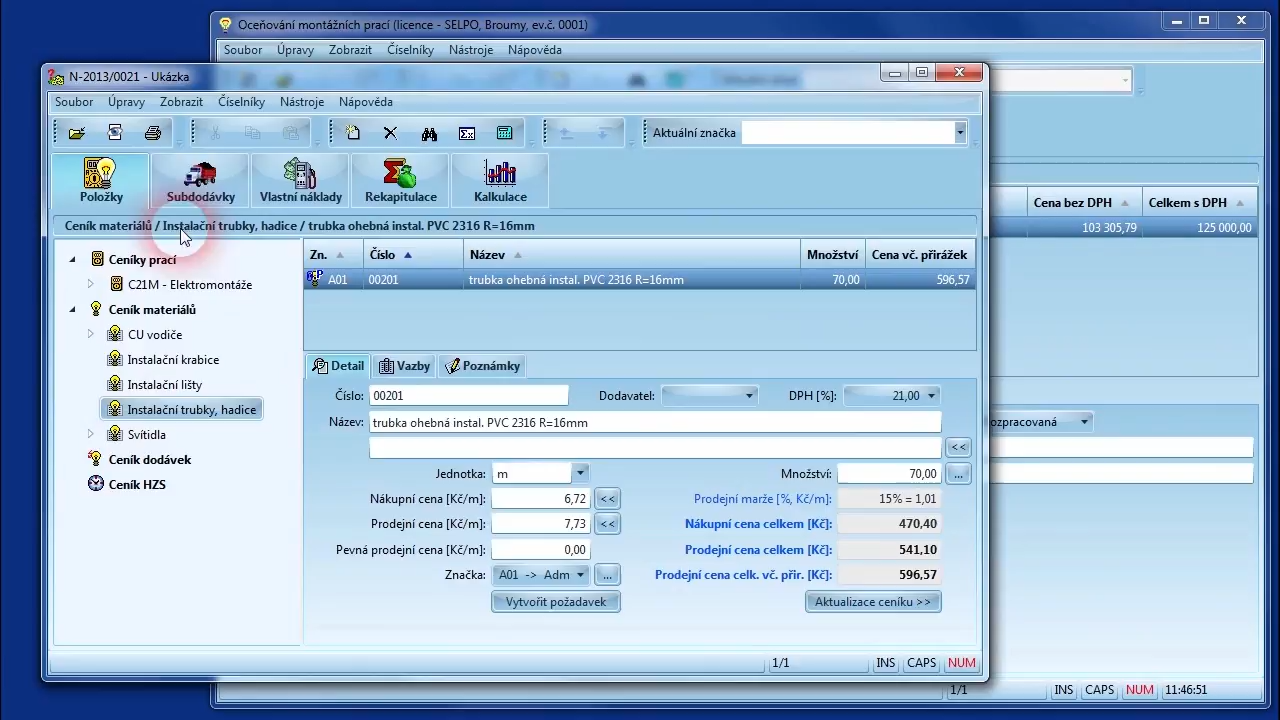 Oceňování montážních prací (licence - SELPO, Broumy, ev.č. 0001)
Soubor Úpravy Zobrazit Číselníky Nástroje Nápověda
N-2013/0021 - Ukázka
Soubor Úpravy Zobrazit Číselníky Nástroje Nápověda
Aktuální značka
Položky Subdodávky Vlastní náklady Rekapitulace Kalkulace
Ceník materiálů / Instalační trubky, hadice / trubka ohebná instal. PVC 2316 R=16mm
Cena bez DPH Celkem s DPH
103 305,79 125 000,00
Ceníky prací
C21M - Elektromontáže
Ceník materiálů
CU vodiče
Instalační krabice
Instalační lišty
Instalační trubky, hadice
Svítidla
Ceník dodávek
Ceník HZS
Zn. Číslo Název Množství Cena vč. přirážek
A01 00201 trubka ohebná instal. PVC 2316 R=16mm 70,00 596,57
Detail Vazby Poznámky
Číslo: 00201 Dodavatel: DPH [%]: 21,00
Název: trubka ohebná instal. PVC 2316 R=16mm
<<
Jednotka: m Množství: 70,00 ...
Nákupní cena [Kč/m]: 6,72 << Prodejní marže [%, Kč/m]: 15% = 1,01
Prodejní cena [Kč/m]: 7,73 << Nákupní cena celkem [Kč]: 470,40
Pevná prodejní cena [Kč/m]: 0,00 Prodejní cena celkem [Kč]: 541,10
Značka: A01 -> Adm ... Prodejní cena celk. vč. přir. [Kč]: 596,57
Vytvořit požadavek Aktualizace ceníku >>
1/1 INS CAPS NUM
ozpracovaná
1/1 INS CAPS NUM 11:46:51